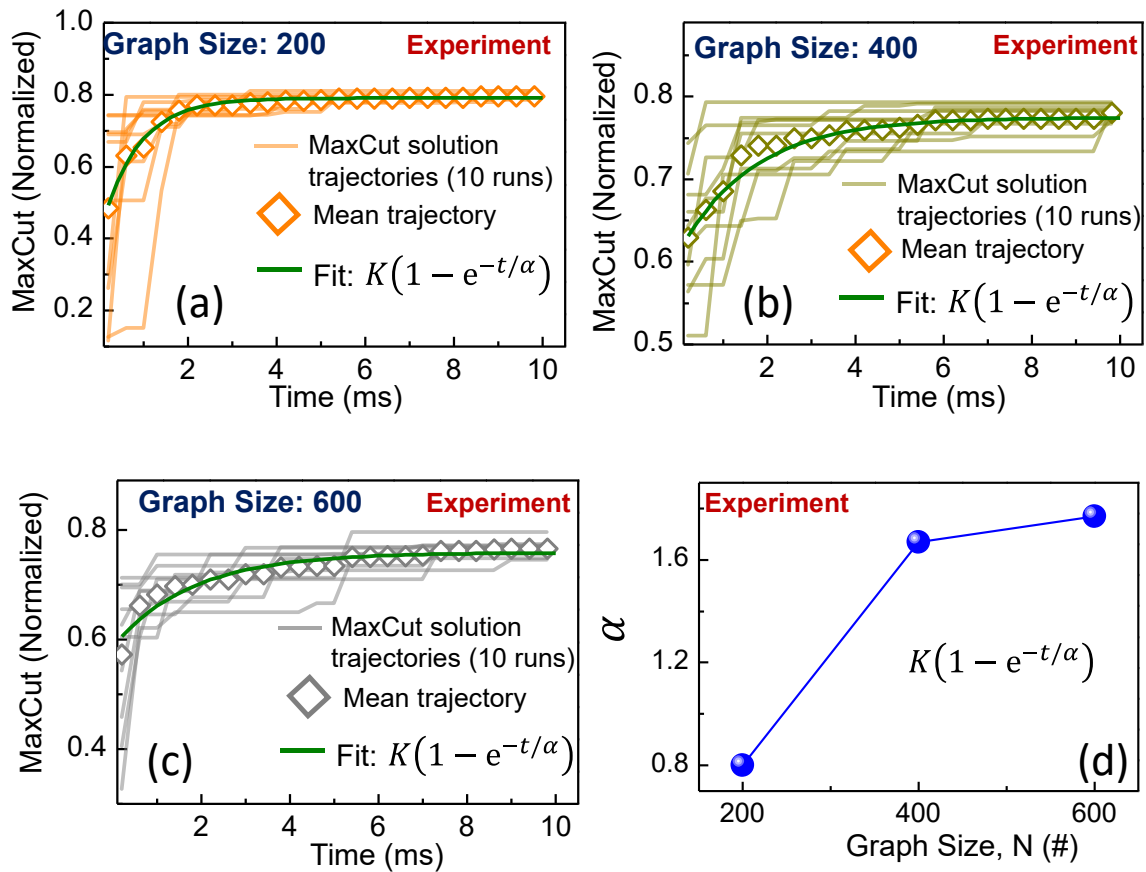 Graph Size: 200
Experiment
MaxCut (Normalized)
1.0
0.8
0.6
0.4
0.2
MaxCut solution
trajectories (10 runs)
Mean trajectory
Fit: K(1 − e^{−t/α})
(a)
2 4 6 8 10
Time (ms)
Graph Size: 400
Experiment
MaxCut (Normalized)
0.8
0.7
0.6
0.5
MaxCut solution
trajectories (10 runs)
Mean trajectory
Fit: K(1 − e^{−t/α})
(b)
2 4 6 8 10
Time (ms)
Graph Size: 600
Experiment
MaxCut (Normalized)
0.8
0.6
0.4
MaxCut solution
trajectories (10 runs)
Mean trajectory
Fit: K(1 − e^{−t/α})
(c)
2 4 6 8 10
Time (ms)
Experiment
α
1.6
1.2
0.8
K(1 − e^{−t/α})
(d)
200 400 600
Graph Size, N (#)